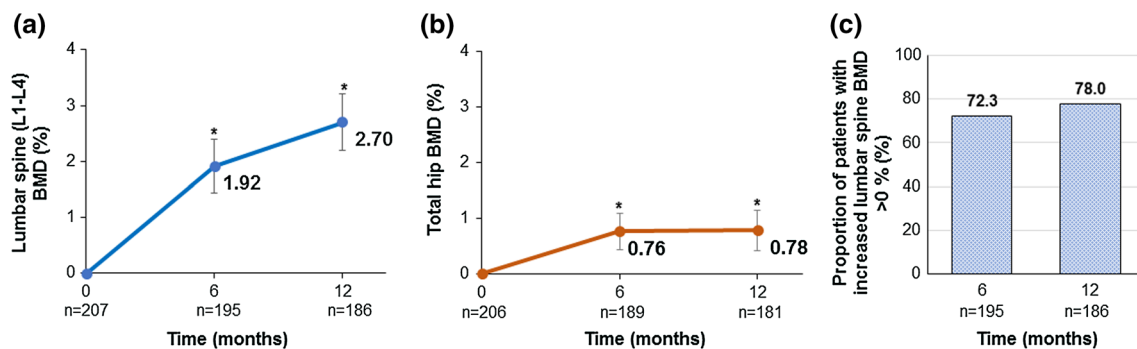 (a)
Lumbar spine (L1-L4)
BMD (%)
4
3
2
1
0
*
*
1.92
2.70
0
6
12
n=207
n=195
n=186
Time (months)
(b)
Total hip BMD (%)
4
3
2
1
0
*
*
0.76
0.78
0
6
12
n=206
n=189
n=181
Time (months)
(c)
Proportion of patients with
increased lumbar spine BMD
>0 % (%)
100
80
60
40
20
0
72.3
78.0
6
12
n=195
n=186
Time (months)